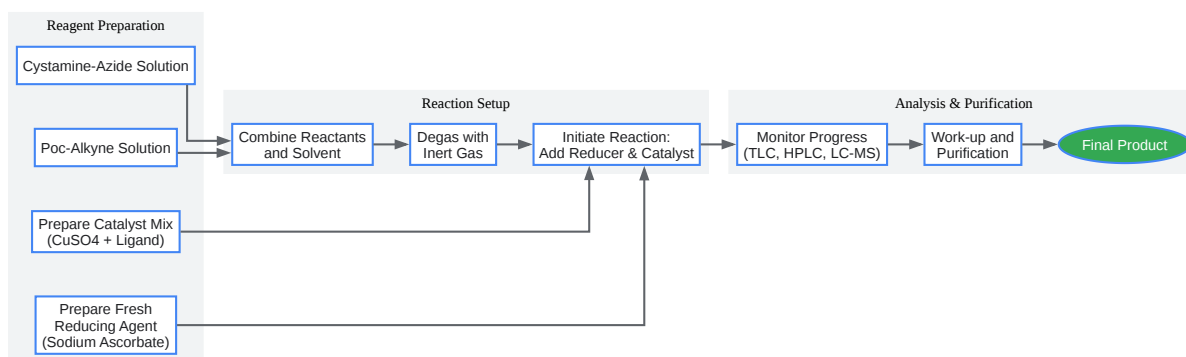 Reagent Preparation
Cystamine-Azide Solution
Poc-Alkyne Solution
Prepare Catalyst Mix
(CuSO4 + Ligand)
Prepare Fresh
Reducing Agent
(Sodium Ascorbate)
Reaction Setup
Combine Reactants
and Solvent
Degas with
Inert Gas
Initiate Reaction:
Add Reducer & Catalyst
Analysis & Purification
Monitor Progress
(TLC, HPLC, LC-MS)
Work-up and
Purification
Final Product